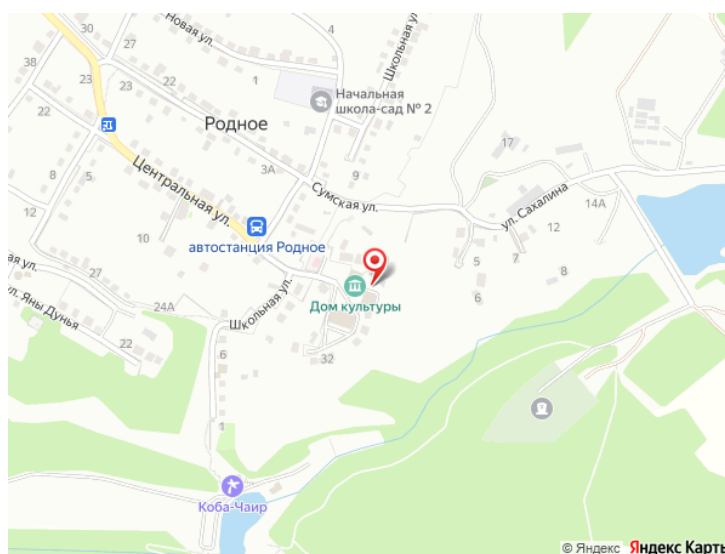 30
27
4
Новая ул.
Школьная ул.
38
23
22
1
23
Начальная
школа-сад № 2
22
Родное
3А
9
17
5
Сумская ул.
ул. Сахалина
14А
12
Центральная ул.
12
10
автостанция Родное
7
5
8
27
6
24А
Школьная ул.
Дом культуры
ул. Яны Дунья
22
6
32
1
Коба-Чаир
© Яндекс Яндекс Карты